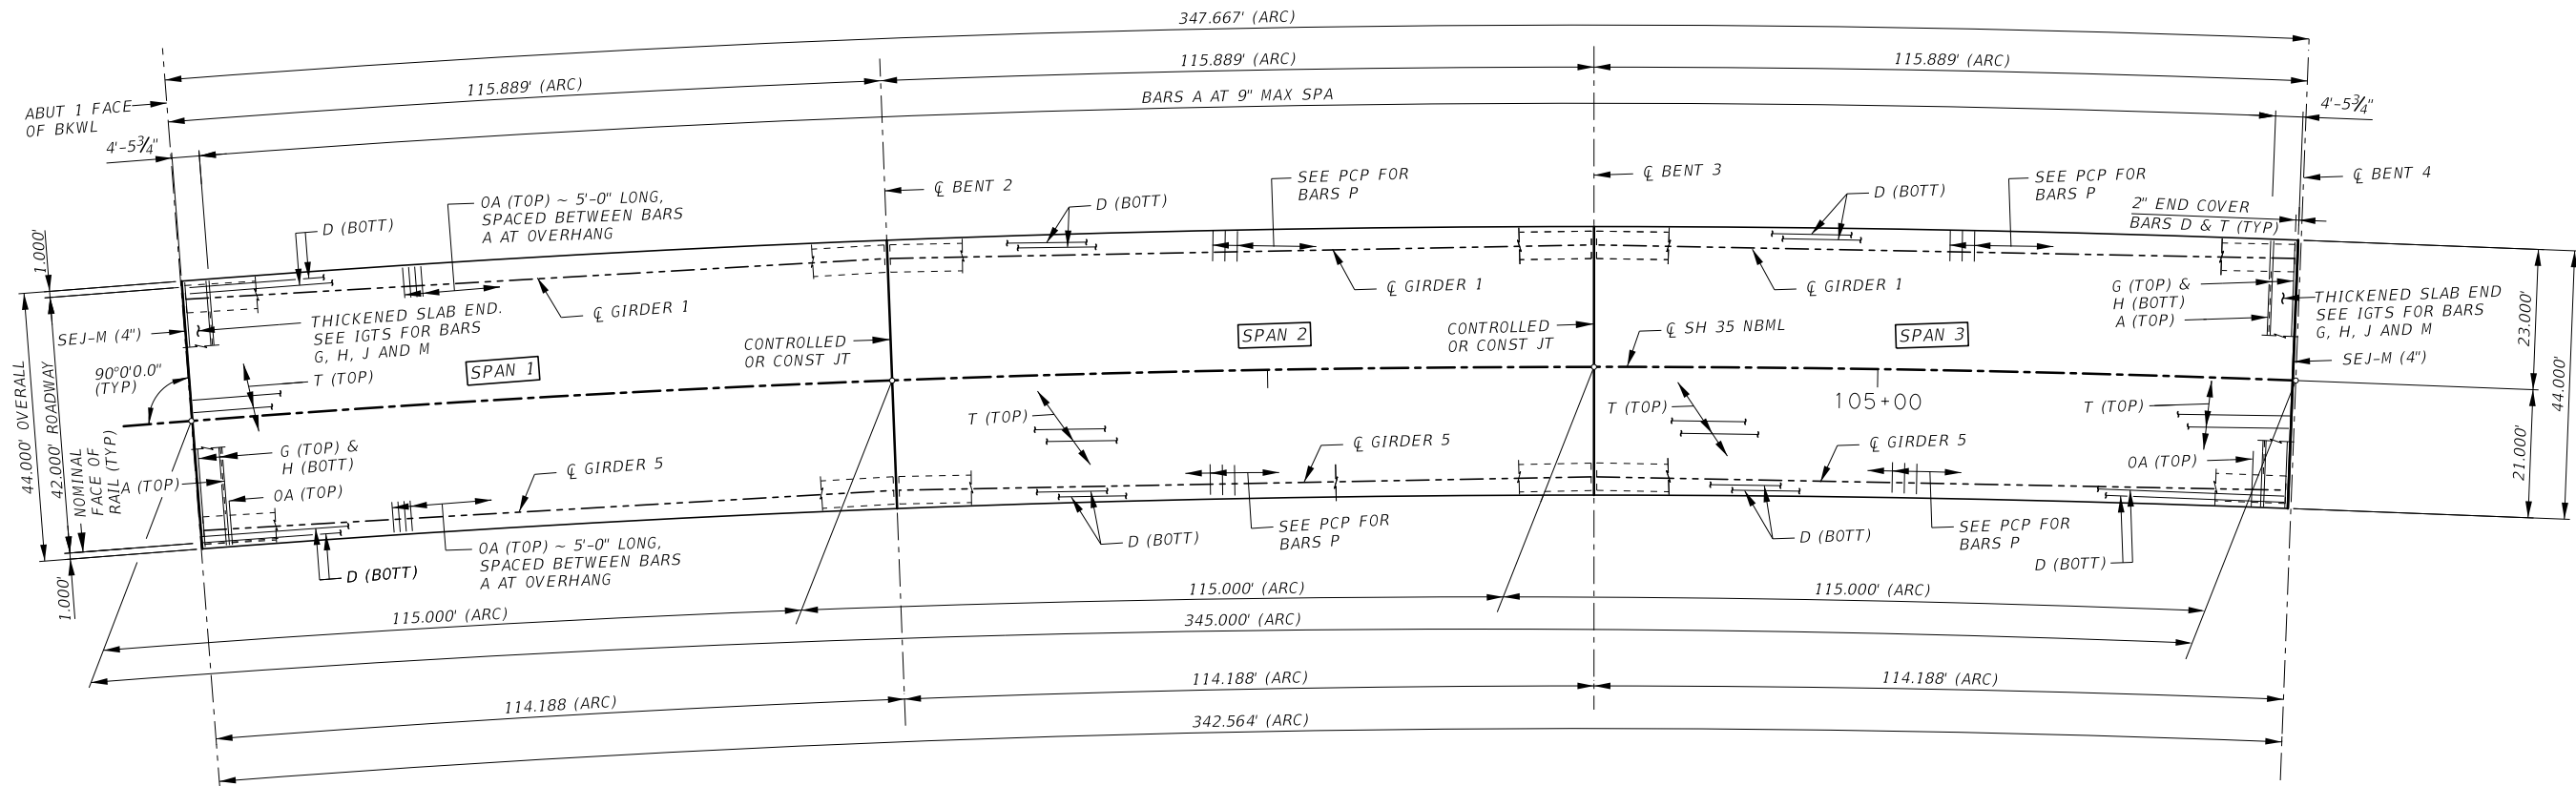 347.667' (ARC)
115.889' (ARC)
115.889' (ARC)
115.889' (ARC)
BARS A AT 9" MAX SPA
ABUT 1 FACE
OF BKWL
4'-5¾"
4'-5¾"
℄ BENT 2
℄ BENT 3
℄ BENT 4
OA (TOP) ~ 5'-0" LONG,
SPACED BETWEEN BARS
A AT OVERHANG
D (BOTT)
D (BOTT)
SEE PCP FOR
BARS P
D (BOTT)
SEE PCP FOR
BARS P
2" END COVER
BARS D & T (TYP)
1.000'
℄ GIRDER 1
℄ GIRDER 1
℄ GIRDER 1
THICKENED SLAB END.
SEE IGTS FOR BARS
G, H, J AND M
G (TOP) &
H (BOTT)
A (TOP)
THICKENED SLAB END
SEE IGTS FOR BARS
G, H, J AND M
SEJ-M (4")
SEJ-M (4")
CONTROLLED
OR CONST JT
CONTROLLED
OR CONST JT
℄ SH 35 NBML
SPAN 1
SPAN 2
SPAN 3
90°0'0.0"
(TYP)
T (TOP)
T (TOP)
T (TOP)
T (TOP)
105+00
23.000'
21.000'
44.000'
44.000' OVERALL
42.000' ROADWAY
NOMINAL
FACE OF
RAIL (TYP)
1.000'
G (TOP) &
H (BOTT)
A (TOP)
OA (TOP)
℄ GIRDER 5
℄ GIRDER 5
℄ GIRDER 5
OA (TOP)
D (BOTT)
OA (TOP) ~ 5'-0" LONG,
SPACED BETWEEN BARS
A AT OVERHANG
D (BOTT)
SEE PCP FOR
BARS P
D (BOTT)
SEE PCP FOR
BARS P
D (BOTT)
115.000' (ARC)
115.000' (ARC)
115.000' (ARC)
345.000' (ARC)
114.188 (ARC)
114.188' (ARC)
114.188' (ARC)
342.564' (ARC)